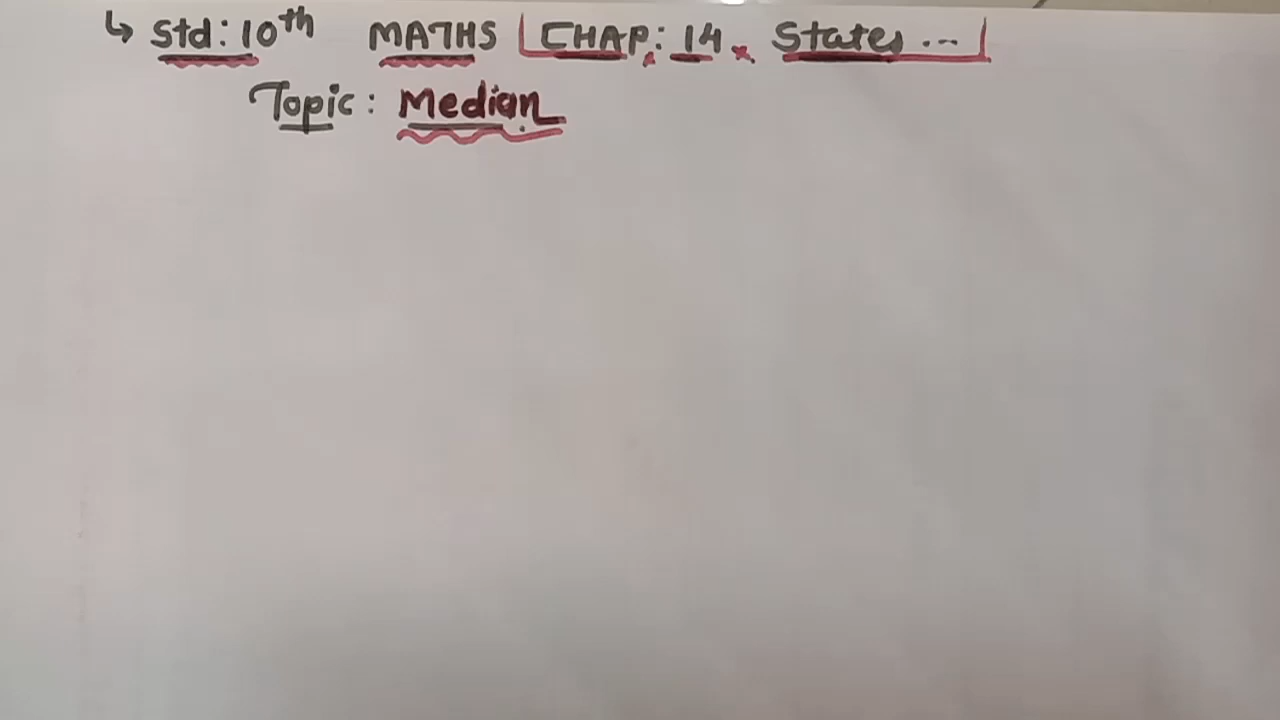 ↳ Std: 10th MATHS CHAP: 14 States ...
Topic: Median